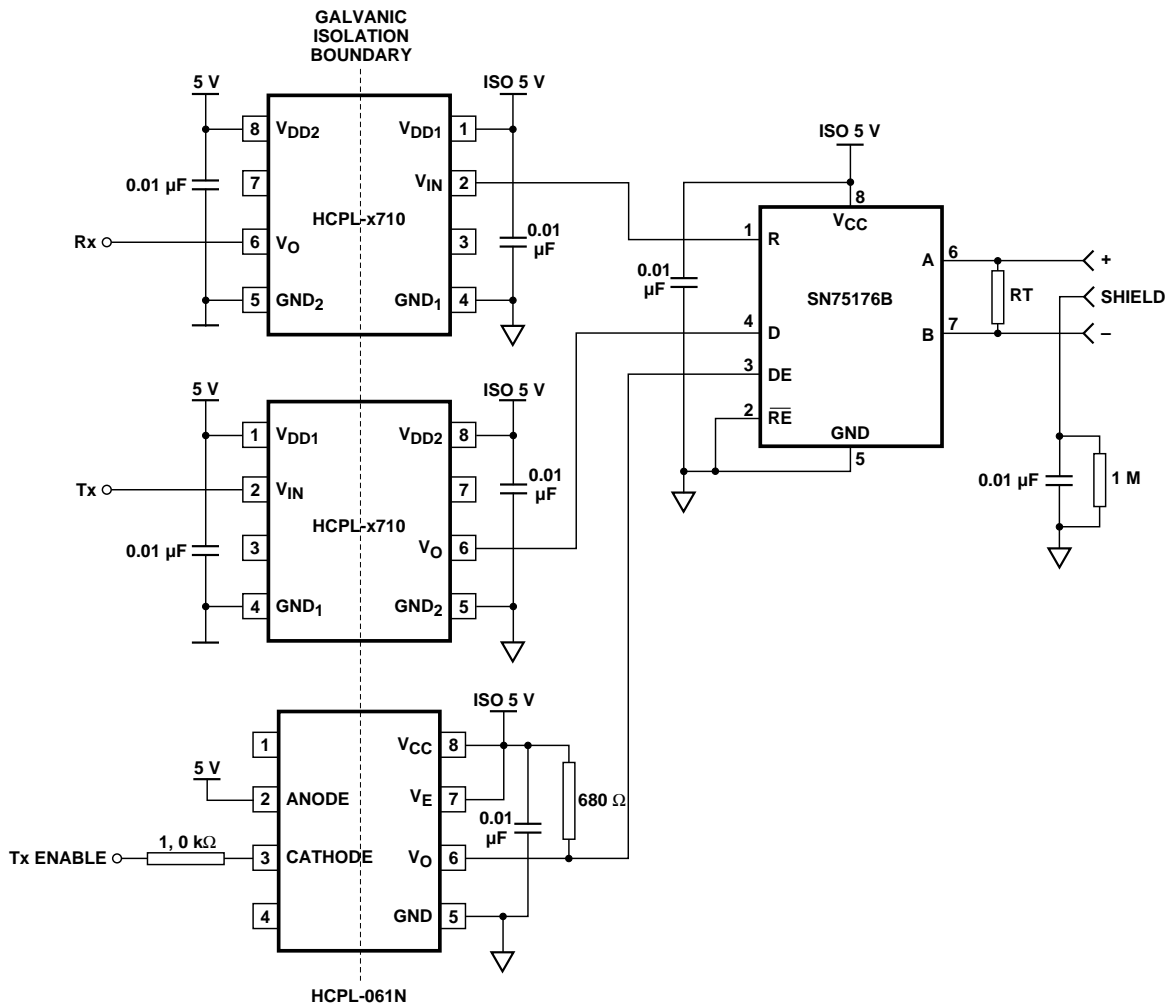 GALVANIC
ISOLATION
BOUNDARY
5 V
ISO 5 V
8 VDD2
VDD1 1
0.01 µF
7
VIN 2
HCPL-x710
Rx
6 VO
3
0.01
µF
5 GND2
GND1 4
5 V
ISO 5 V
1 VDD1
VDD2 8
Tx
2 VIN
7
0.01
µF
HCPL-x710
0.01 µF
3
VO 6
4 GND1
GND2 5
ISO 5 V
1
VCC 8
5 V
2 ANODE
VE 7
680 Ω
0.01
µF
Tx ENABLE
1, 0 kΩ
3 CATHODE
VO 6
4
GND 5
HCPL-061N
ISO 5 V
8
VCC
1
R
0.01
µF
SN75176B
A
6
+
RT
SHIELD
4
D
B
7
–
3
DE
2
RE
GND
5
0.01 µF
1 M